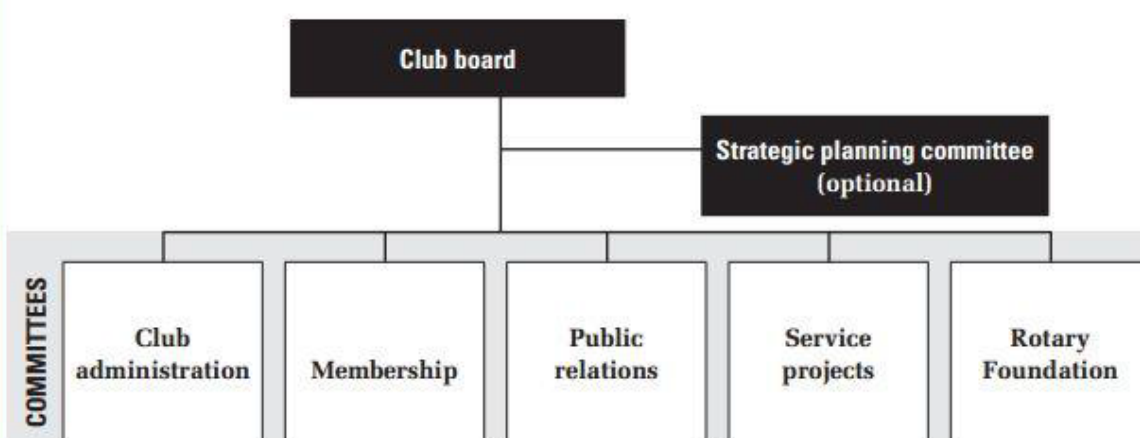 Club board
Strategic planning committee
(optional)
COMMITTEES
Club
administration
Membership
Public
relations
Service
projects
Rotary
Foundation